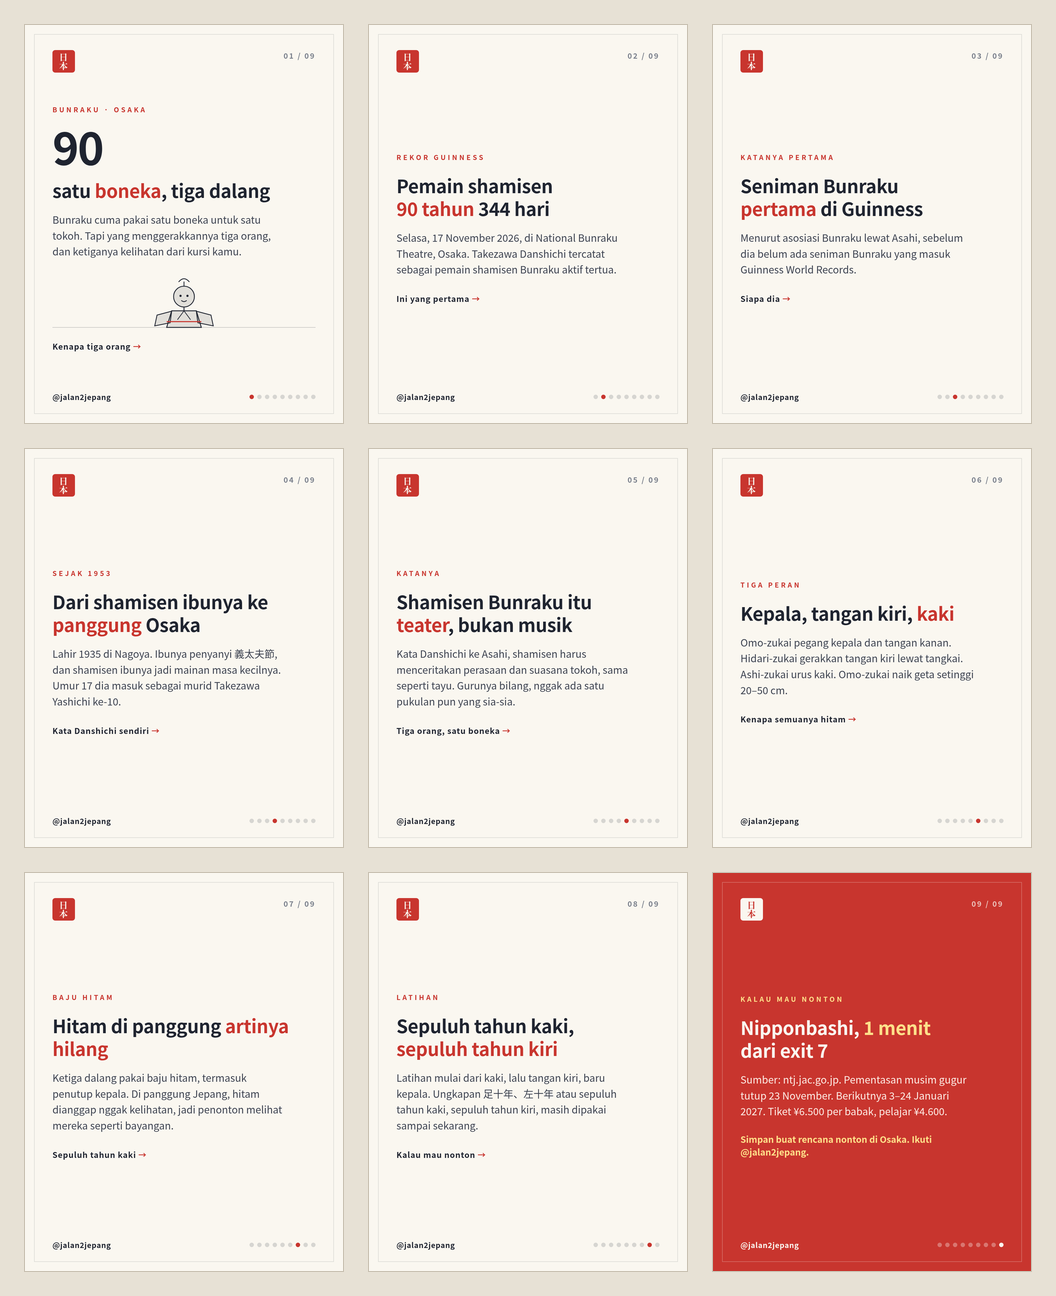 日本
01 / 09
BUNRAKU · OSAKA
90
satu boneka, tiga dalang
Bunraku cuma pakai satu boneka untuk satu
tokoh. Tapi yang menggerakkannya tiga orang,
dan ketiganya kelihatan dari kursi kamu.
Kenapa tiga orang →
@jalan2jepang
日本
02 / 09
REKOR GUINNESS
Pemain shamisen
90 tahun 344 hari
Selasa, 17 November 2026, di National Bunraku
Theatre, Osaka. Takezawa Danshichi tercatat
sebagai pemain shamisen Bunraku aktif tertua.
Ini yang pertama →
@jalan2jepang
日本
03 / 09
KATANYA PERTAMA
Seniman Bunraku
pertama di Guinness
Menurut asosiasi Bunraku lewat Asahi, sebelum
dia belum ada seniman Bunraku yang masuk
Guinness World Records.
Siapa dia →
@jalan2jepang
日本
04 / 09
SEJAK 1953
Dari shamisen ibunya ke
panggung Osaka
Lahir 1935 di Nagoya. Ibunya penyanyi 義太夫節,
dan shamisen ibunya jadi mainan masa kecilnya.
Umur 17 dia masuk sebagai murid Takezawa
Yashichi ke-10.
Kata Danshichi sendiri →
@jalan2jepang
日本
05 / 09
KATANYA
Shamisen Bunraku itu
teater, bukan musik
Kata Danshichi ke Asahi, shamisen harus
menceritakan perasaan dan suasana tokoh, sama
seperti tayu. Gurunya bilang, nggak ada satu
pukulan pun yang sia-sia.
Tiga orang, satu boneka →
@jalan2jepang
日本
06 / 09
TIGA PERAN
Kepala, tangan kiri, kaki
Omo-zukai pegang kepala dan tangan kanan.
Hidari-zukai gerakkan tangan kiri lewat tangkai.
Ashi-zukai urus kaki. Omo-zukai naik geta setinggi
20–50 cm.
Kenapa semuanya hitam →
@jalan2jepang
日本
07 / 09
BAJU HITAM
Hitam di panggung artinya
hilang
Ketiga dalang pakai baju hitam, termasuk
penutup kepala. Di panggung Jepang, hitam
dianggap nggak kelihatan, jadi penonton melihat
mereka seperti bayangan.
Sepuluh tahun kaki →
@jalan2jepang
日本
08 / 09
LATIHAN
Sepuluh tahun kaki,
sepuluh tahun kiri
Latihan mulai dari kaki, lalu tangan kiri, baru
kepala. Ungkapan 足十年、左十年 atau sepuluh
tahun kaki, sepuluh tahun kiri, masih dipakai
sampai sekarang.
Kalau mau nonton →
@jalan2jepang
日本
09 / 09
KALAU MAU NONTON
Nipponbashi, 1 menit
dari exit 7
Sumber: ntj.jac.go.jp. Pementasan musim gugur
tutup 23 November. Berikutnya 3–24 Januari
2027. Tiket ¥6.500 per babak, pelajar ¥4.600.
Simpan buat rencana nonton di Osaka. Ikuti
@jalan2jepang.
@jalan2jepang